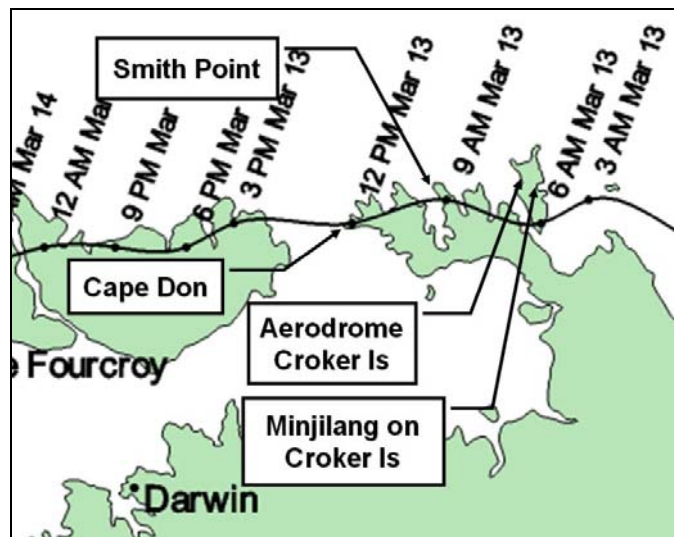 Smith Point
AM Mar 14
12 AM Mar
9 PM Mar
6 PM Mar
3 PM Mar 13
12 PM Mar 13
9 AM Mar 13
6 AM Mar 13
3 AM Mar 13
Cape Don
Aerodrome
Croker Is
Fourcroy
Minjilang on
Croker Is
Darwin